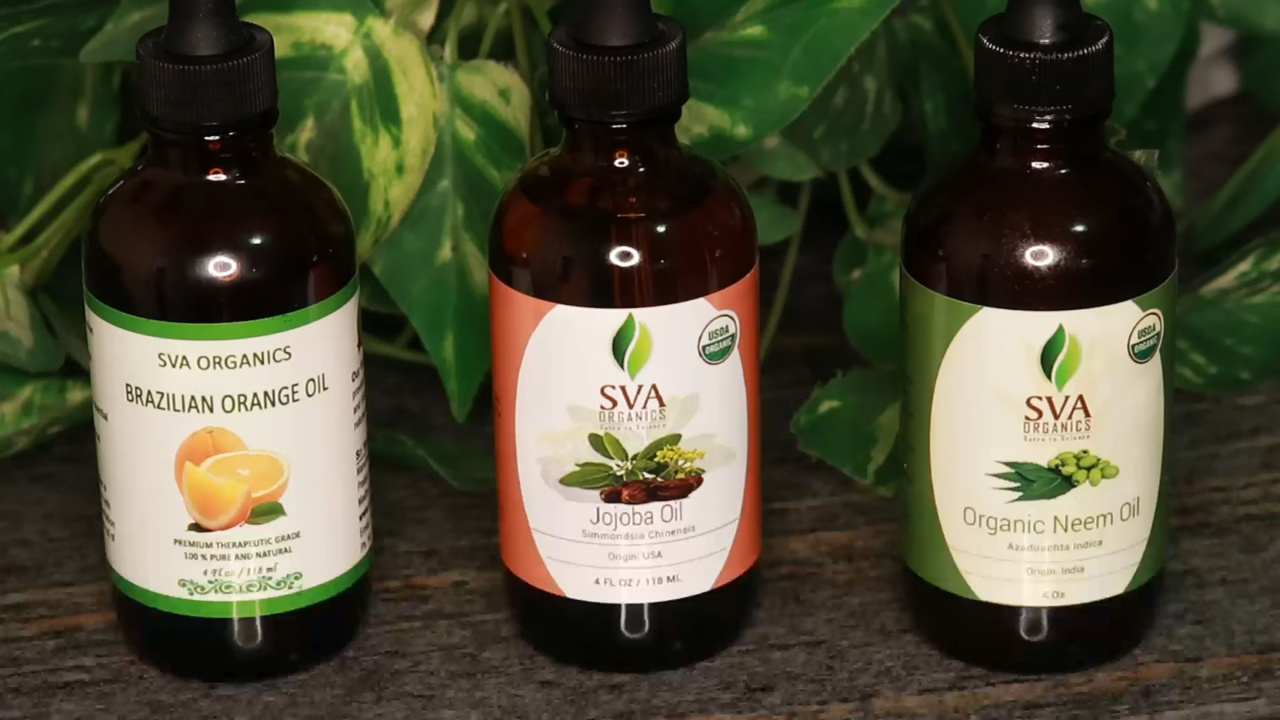 SVA ORGANICS
BRAZILIAN ORANGE OIL
PREMIUM THERAPEUTIC GRADE
100 % PURE AND NATURAL
4 Fl oz / 118 ml
USDA
ORGANIC
SVA
ORGANICS
Jojoba Oil
Simmondsia Chinensis
Origin: USA
4 FL OZ / 118 ML
USDA
ORGANIC
SVA
ORGANICS
Organic Neem Oil
Azadirachta Indica
Origin: India
4 Oz